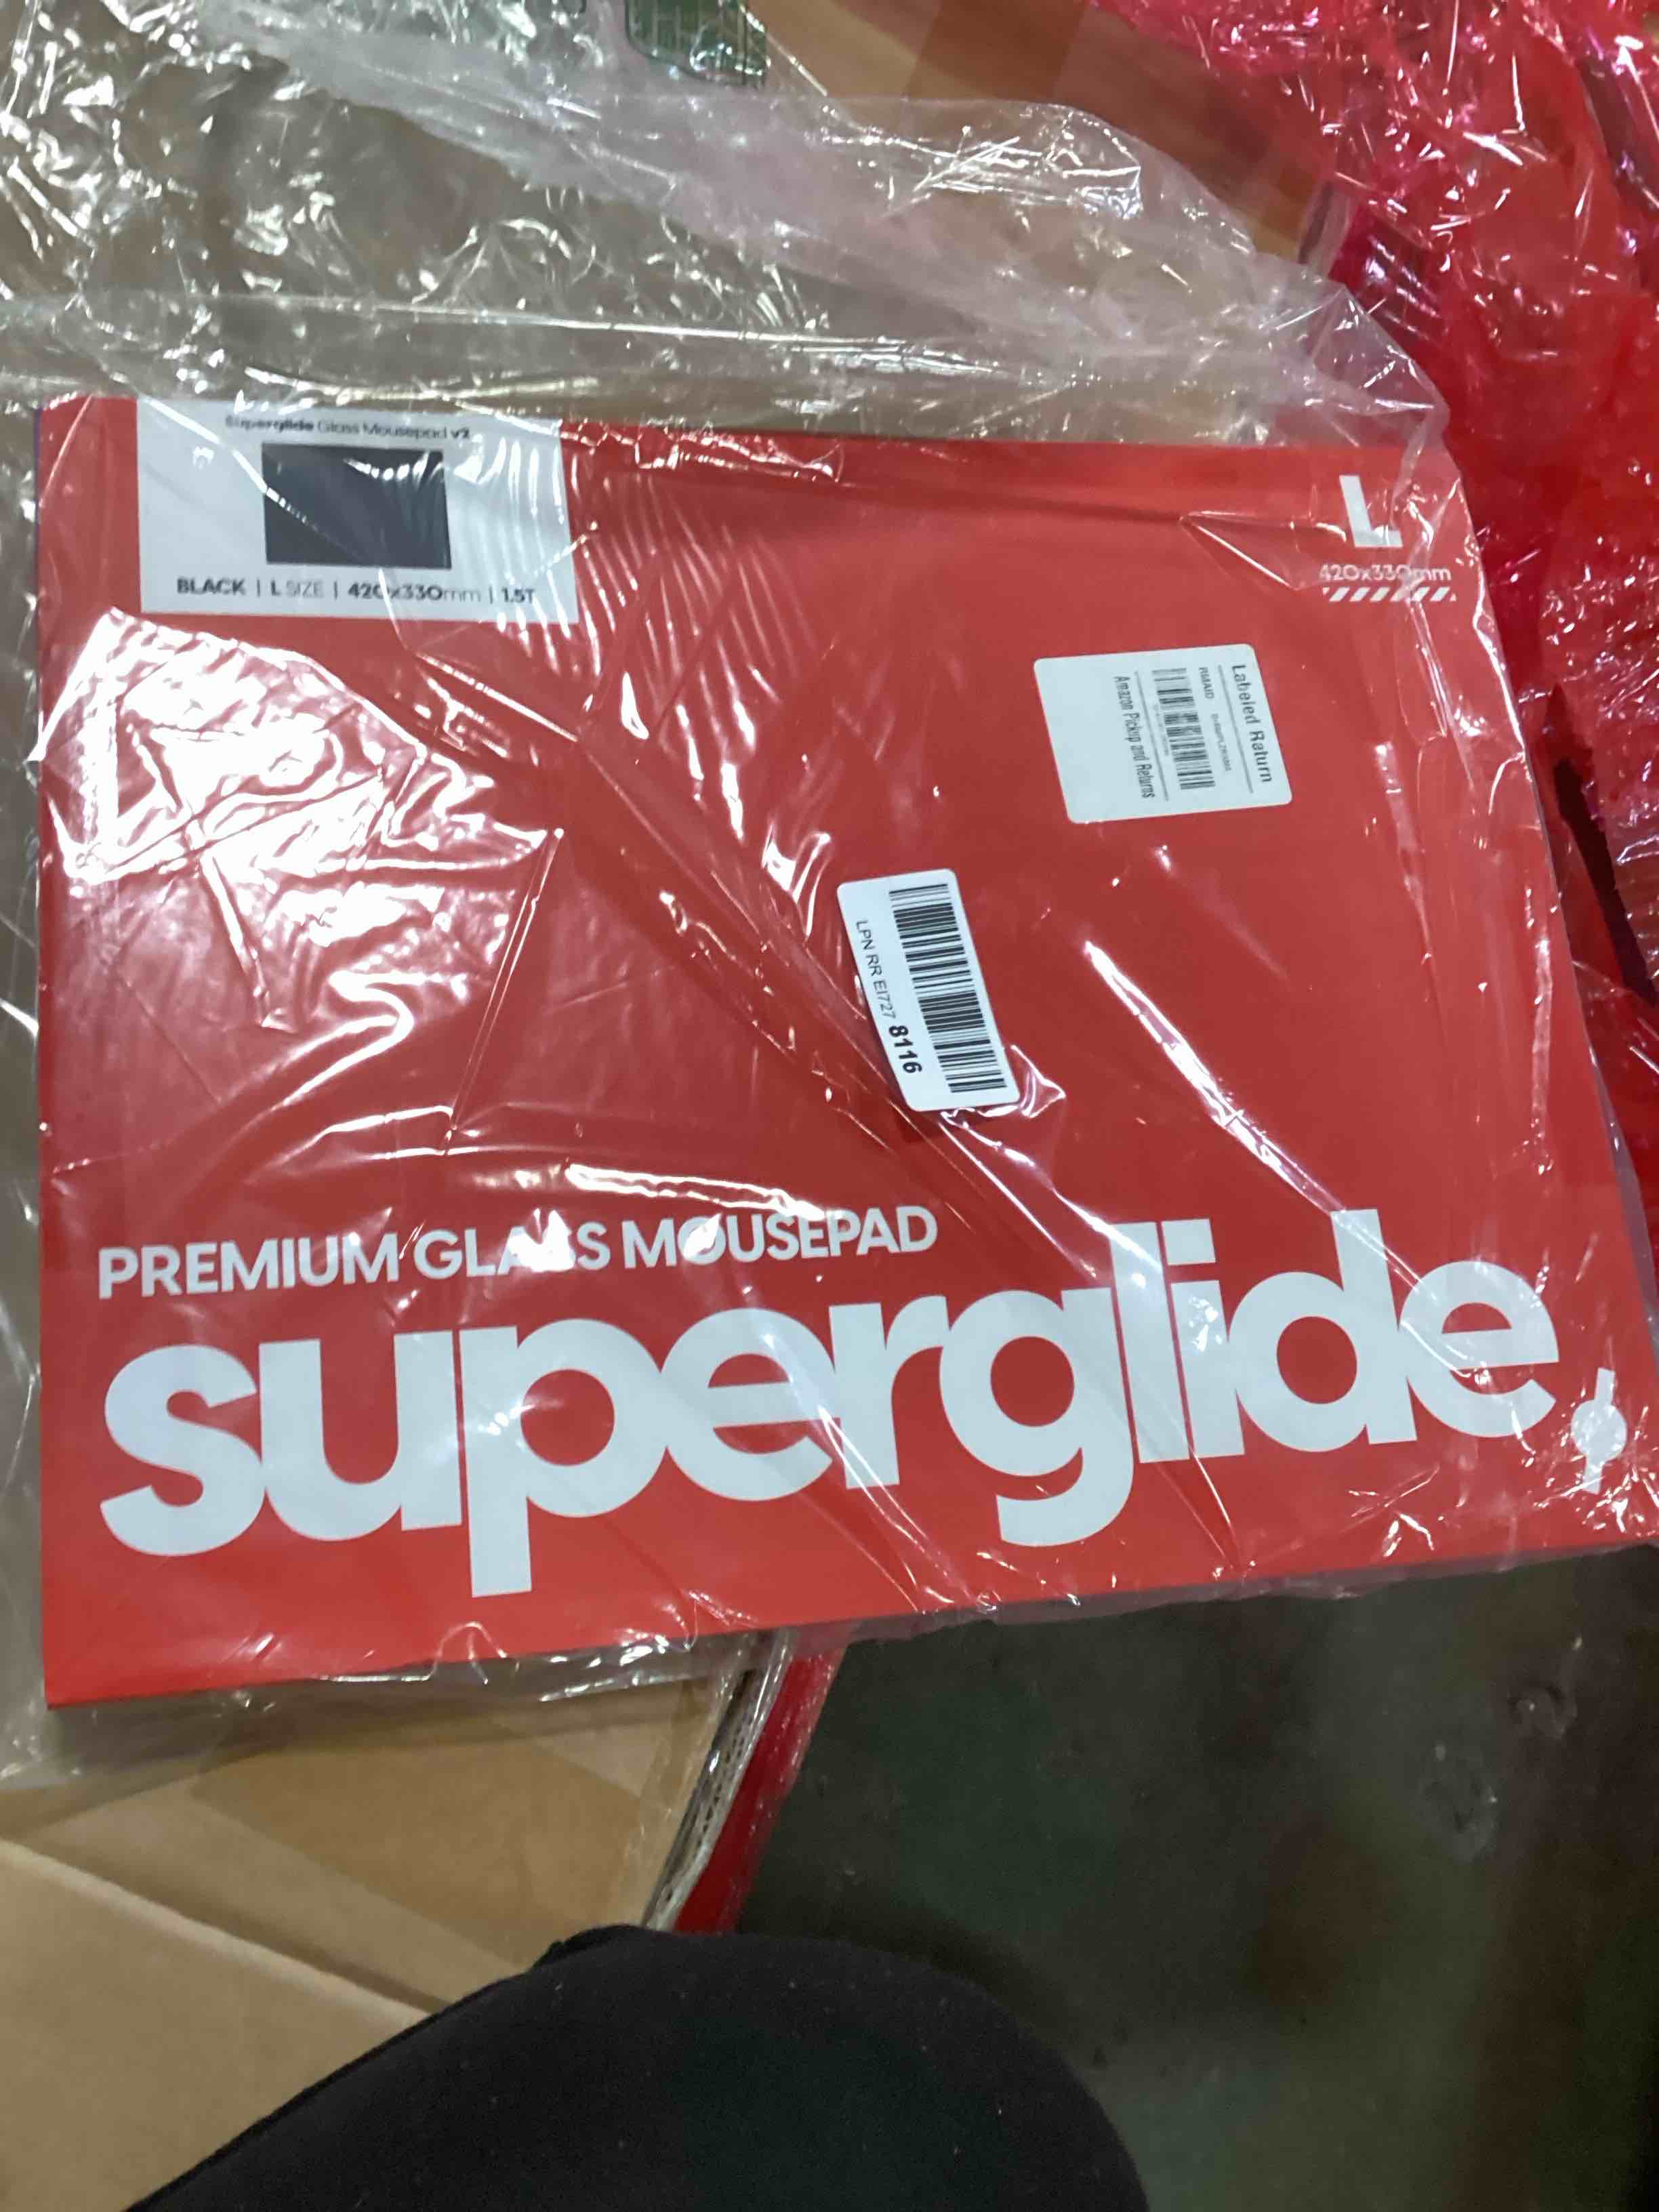 Superglide Glass Mousepad v2
BLACK | L SIZE | 420x330mm | 1.5T
L
420x330mm
Labeled Return
RMAID
Amazon Pickup and Returns
LPN RR EI727 8116
PREMIUM GLASS MOUSEPAD
superglide